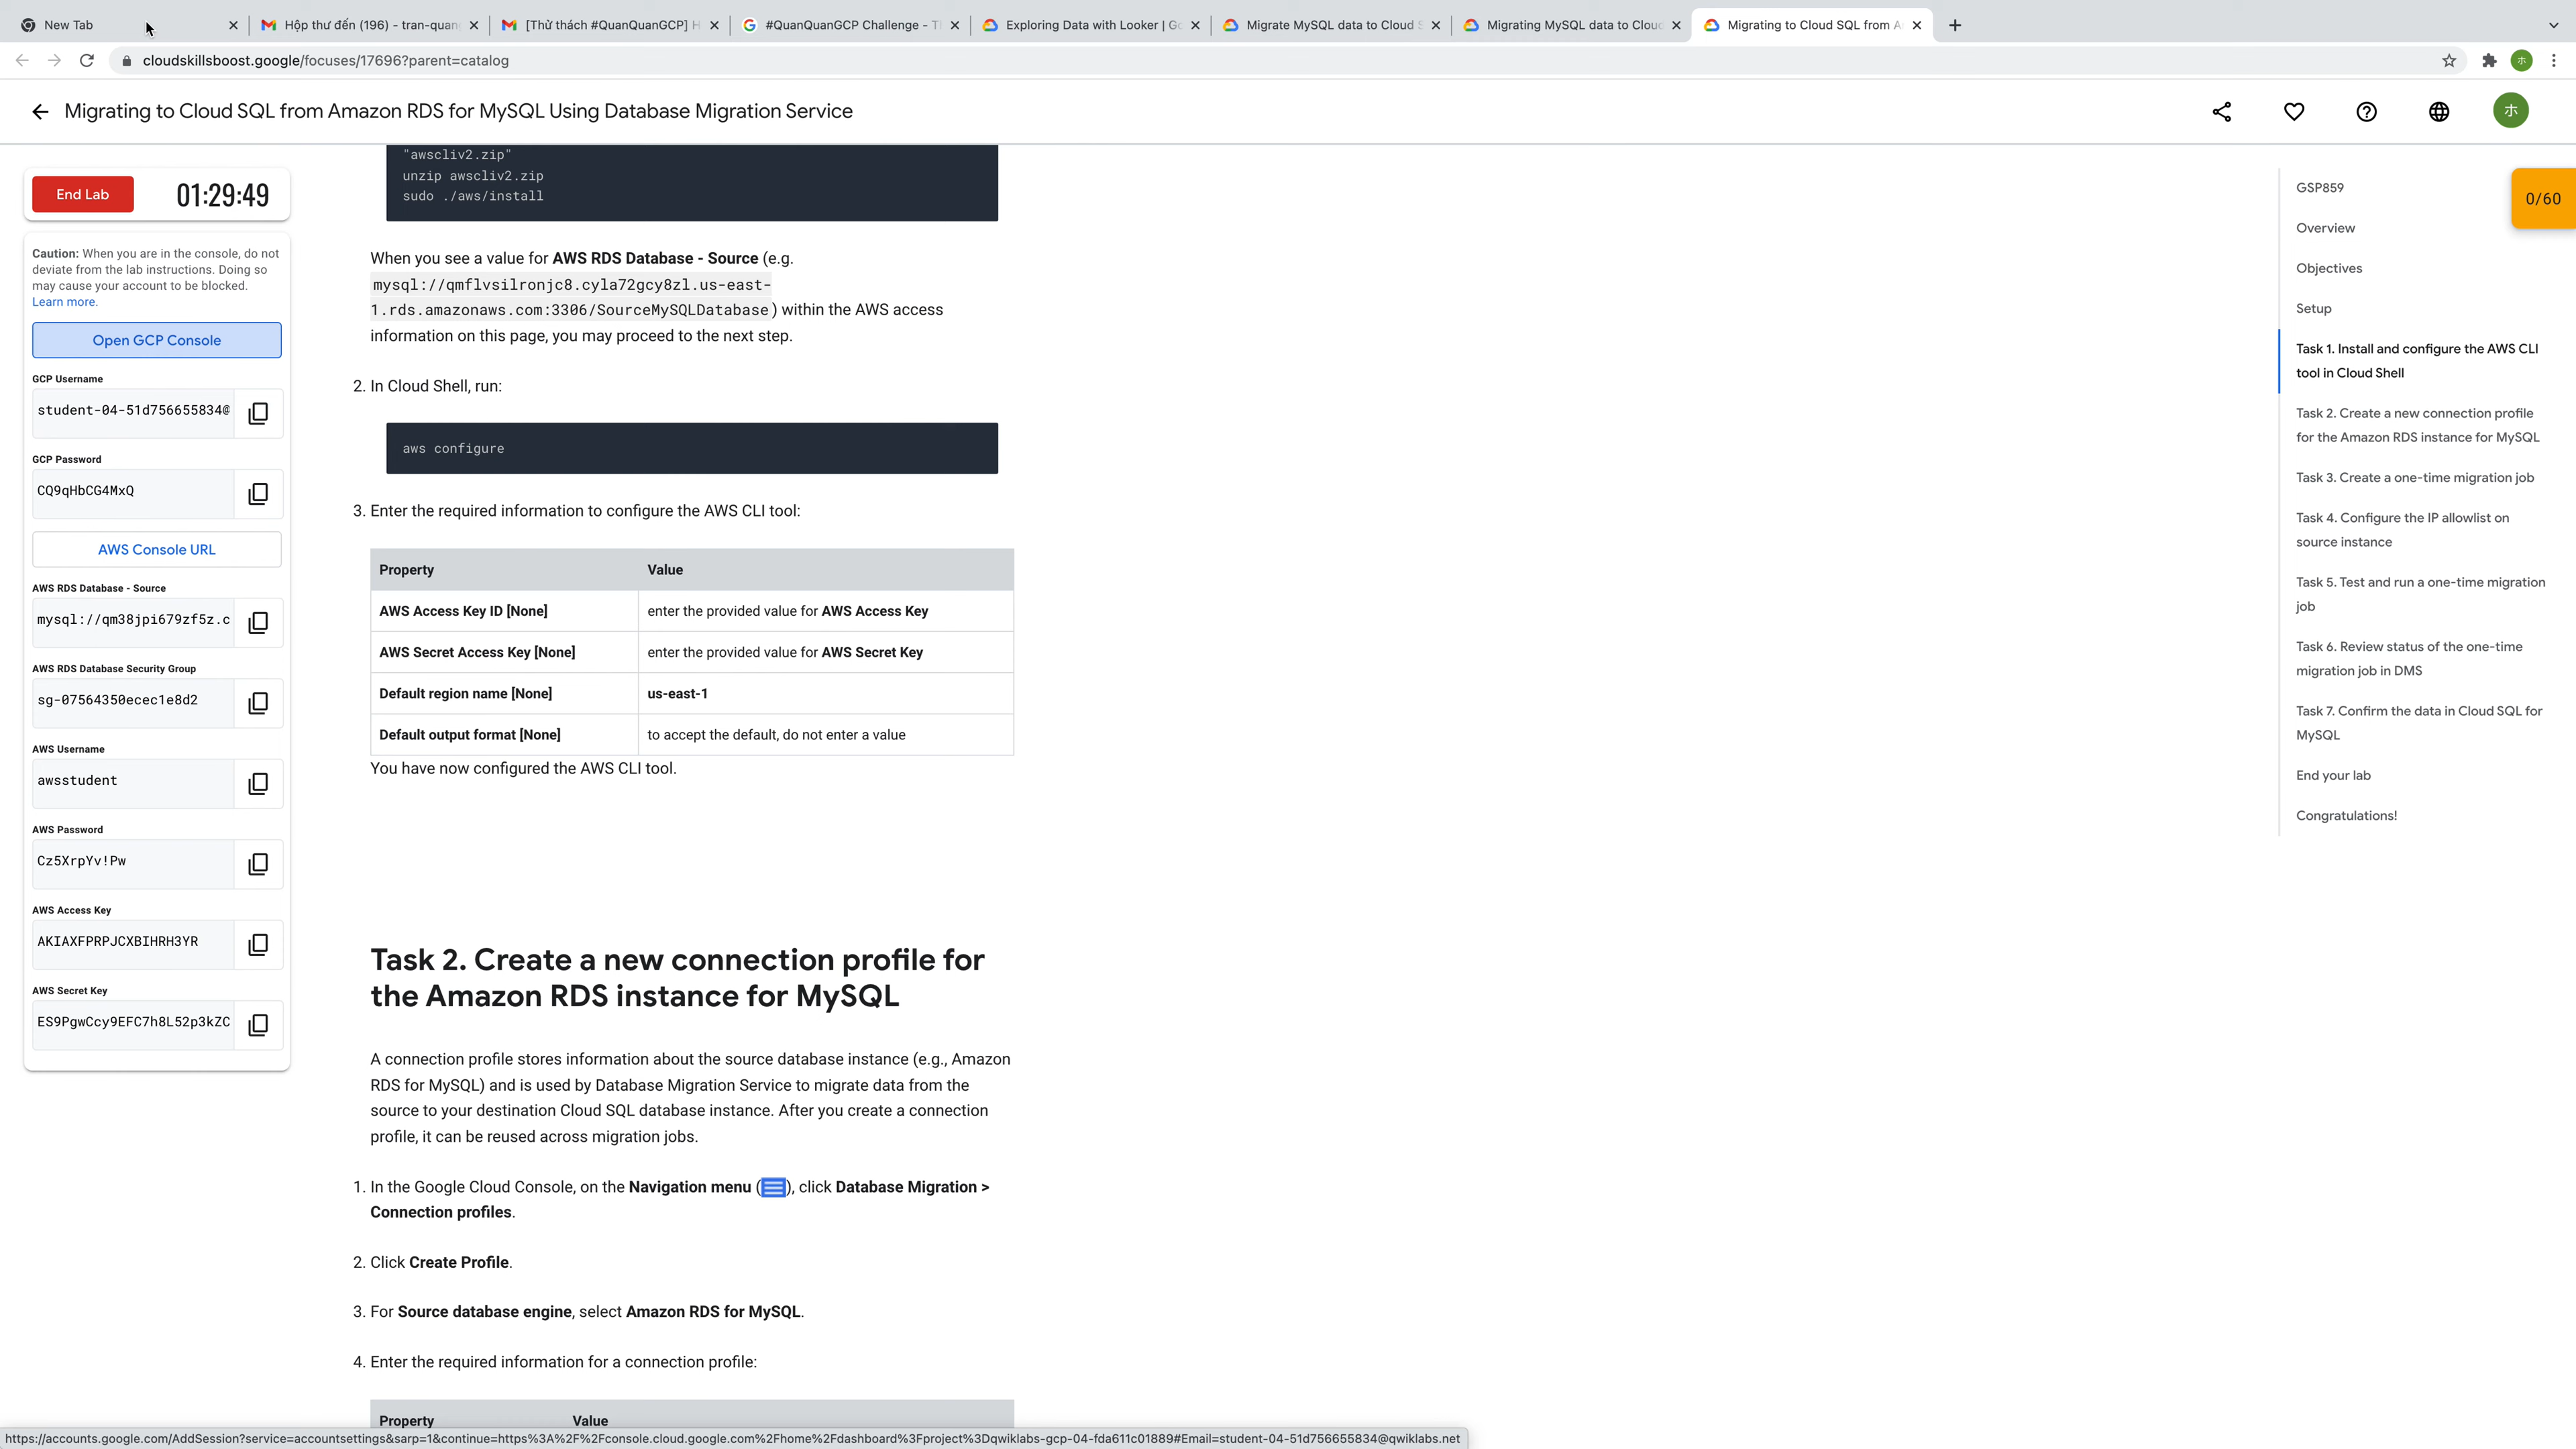 New Tab
Hộp thư đến (196) - tran-quan
[Thử thách #QuanQuanGCP] H
#QuanQuanGCP Challenge - T
Exploring Data with Looker | Go
Migrate MySQL data to Cloud S
Migrating MySQL data to Cloud
Migrating to Cloud SQL from A
cloudskillsboost.google/focuses/17696?parent=catalog
ホ
Migrating to Cloud SQL from Amazon RDS for MySQL Using Database Migration Service
ホ
End Lab
01:29:49
Caution: When you are in the console, do not
deviate from the lab instructions. Doing so
may cause your account to be blocked.
Learn more.
Open GCP Console
GCP Username
student-04-51d756655834@
GCP Password
CQ9qHbCG4MxQ
AWS Console URL
AWS RDS Database - Source
mysql://qm38jpi679zf5z.c
AWS RDS Database Security Group
sg-07564350ecec1e8d2
AWS Username
awsstudent
AWS Password
Cz5XrpYv!Pw
AWS Access Key
AKIAXFPRPJCXBIHRH3YR
AWS Secret Key
ES9PgwCcy9EFC7h8L52p3kZC
"awscliv2.zip"
unzip awscliv2.zip
sudo ./aws/install
When you see a value for AWS RDS Database - Source (e.g.
mysql://qmflvsilronjc8.cyla72gcy8zl.us-east-
1.rds.amazonaws.com:3306/SourceMySQLDatabase) within the AWS access
information on this page, you may proceed to the next step.
2. In Cloud Shell, run:
aws configure
3. Enter the required information to configure the AWS CLI tool:
Property Value
AWS Access Key ID [None] enter the provided value for AWS Access Key
AWS Secret Access Key [None] enter the provided value for AWS Secret Key
Default region name [None] us-east-1
Default output format [None] to accept the default, do not enter a value
You have now configured the AWS CLI tool.
Task 2. Create a new connection profile for
the Amazon RDS instance for MySQL
A connection profile stores information about the source database instance (e.g., Amazon
RDS for MySQL) and is used by Database Migration Service to migrate data from the
source to your destination Cloud SQL database instance. After you create a connection
profile, it can be reused across migration jobs.
1. In the Google Cloud Console, on the Navigation menu (), click Database Migration >
Connection profiles.
2. Click Create Profile.
3. For Source database engine, select Amazon RDS for MySQL.
4. Enter the required information for a connection profile:
Property Value
GSP859
0/60
Overview
Objectives
Setup
Task 1. Install and configure the AWS CLI
tool in Cloud Shell
Task 2. Create a new connection profile
for the Amazon RDS instance for MySQL
Task 3. Create a one-time migration job
Task 4. Configure the IP allowlist on
source instance
Task 5. Test and run a one-time migration
job
Task 6. Review status of the one-time
migration job in DMS
Task 7. Confirm the data in Cloud SQL for
MySQL
End your lab
Congratulations!
https://accounts.google.com/AddSession?service=accountsettings&sarp=1&continue=https%3A%2F%2Fconsole.cloud.google.com%2Fhome%2Fdashboard%3Fproject%3Dqwiklabs-gcp-04-fda611c01889#Email=student-04-51d756655834@qwiklabs.net